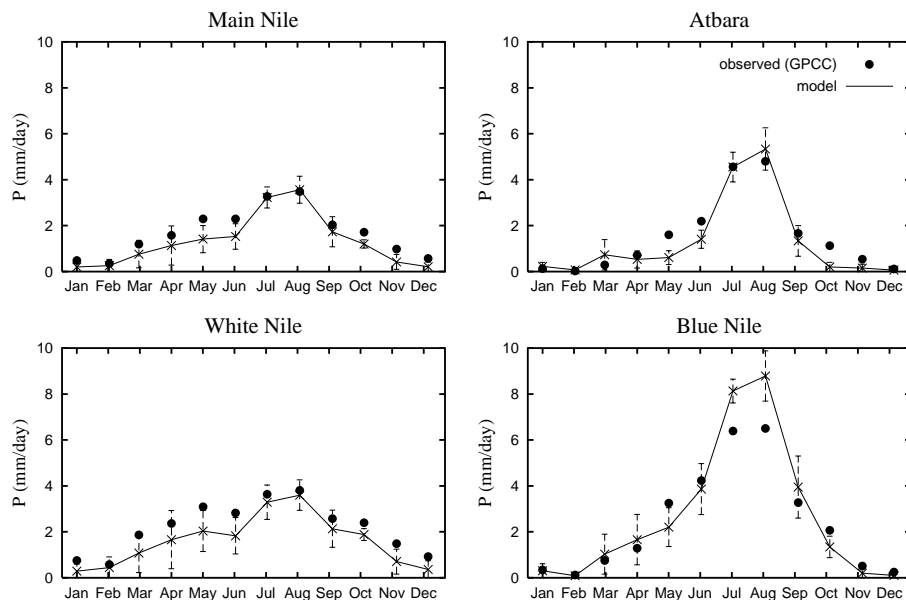 Main Nile
Atbara
10
8
6
4
2
0
P (mm/day)
Jan Feb Mar Apr May Jun Jul Aug Sep Oct Nov Dec
10
8
6
4
2
0
P (mm/day)
observed (GPCC)
model
Jan Feb Mar Apr May Jun Jul Aug Sep Oct Nov Dec
White Nile
Blue Nile
10
8
6
4
2
0
P (mm/day)
Jan Feb Mar Apr May Jun Jul Aug Sep Oct Nov Dec
10
8
6
4
2
0
P (mm/day)
Jan Feb Mar Apr May Jun Jul Aug Sep Oct Nov Dec